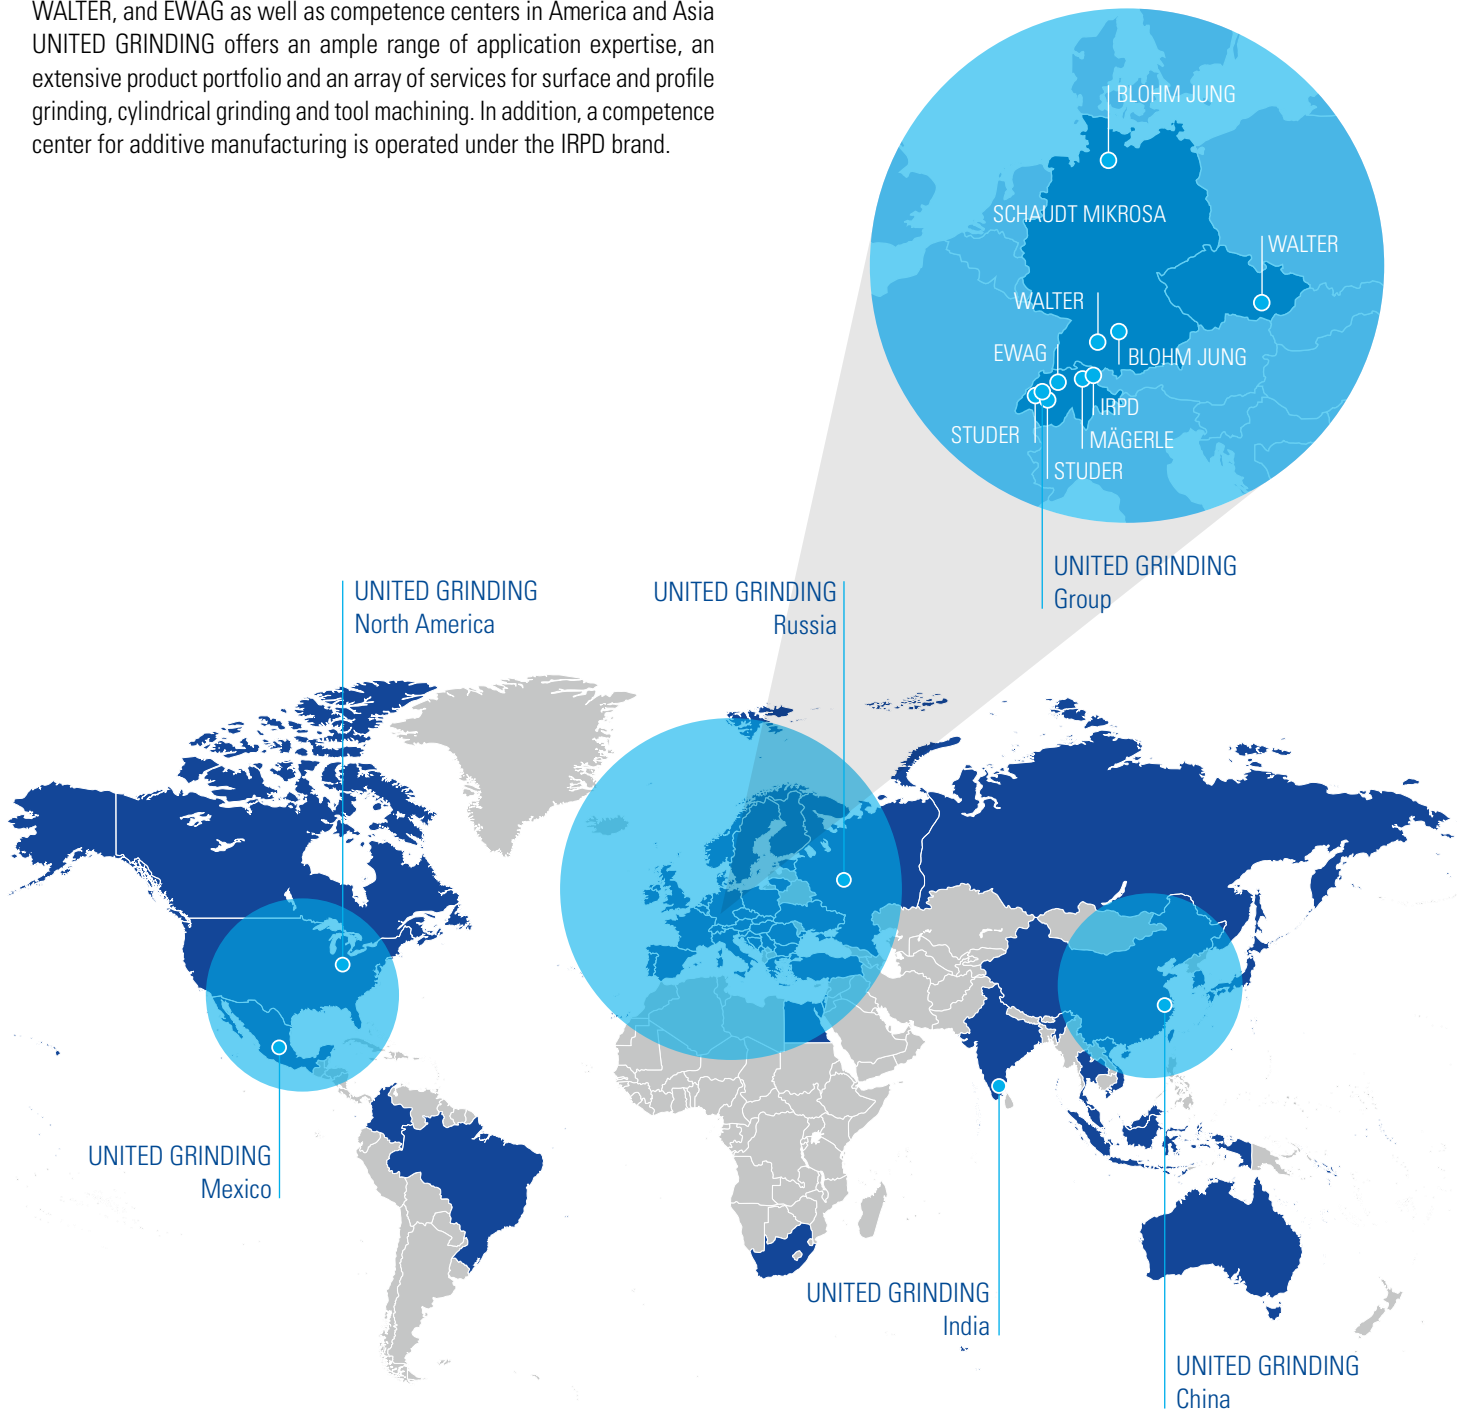 WALTER, and EWAG as well as competence centers in America and Asia
UNITED GRINDING offers an ample range of application expertise, an
extensive product portfolio and an array of services for surface and profile
grinding, cylindrical grinding and tool machining. In addition, a competence
center for additive manufacturing is operated under the IRPD brand.
BLOHM JUNG
SCHAUDT MIKROSA
WALTER
WALTER
EWAG
BLOHM JUNG
IRPD
STUDER
MÄGERLE
STUDER
UNITED GRINDING
Group
UNITED GRINDING
North America
UNITED GRINDING
Russia
UNITED GRINDING
Mexico
UNITED GRINDING
India
UNITED GRINDING
China